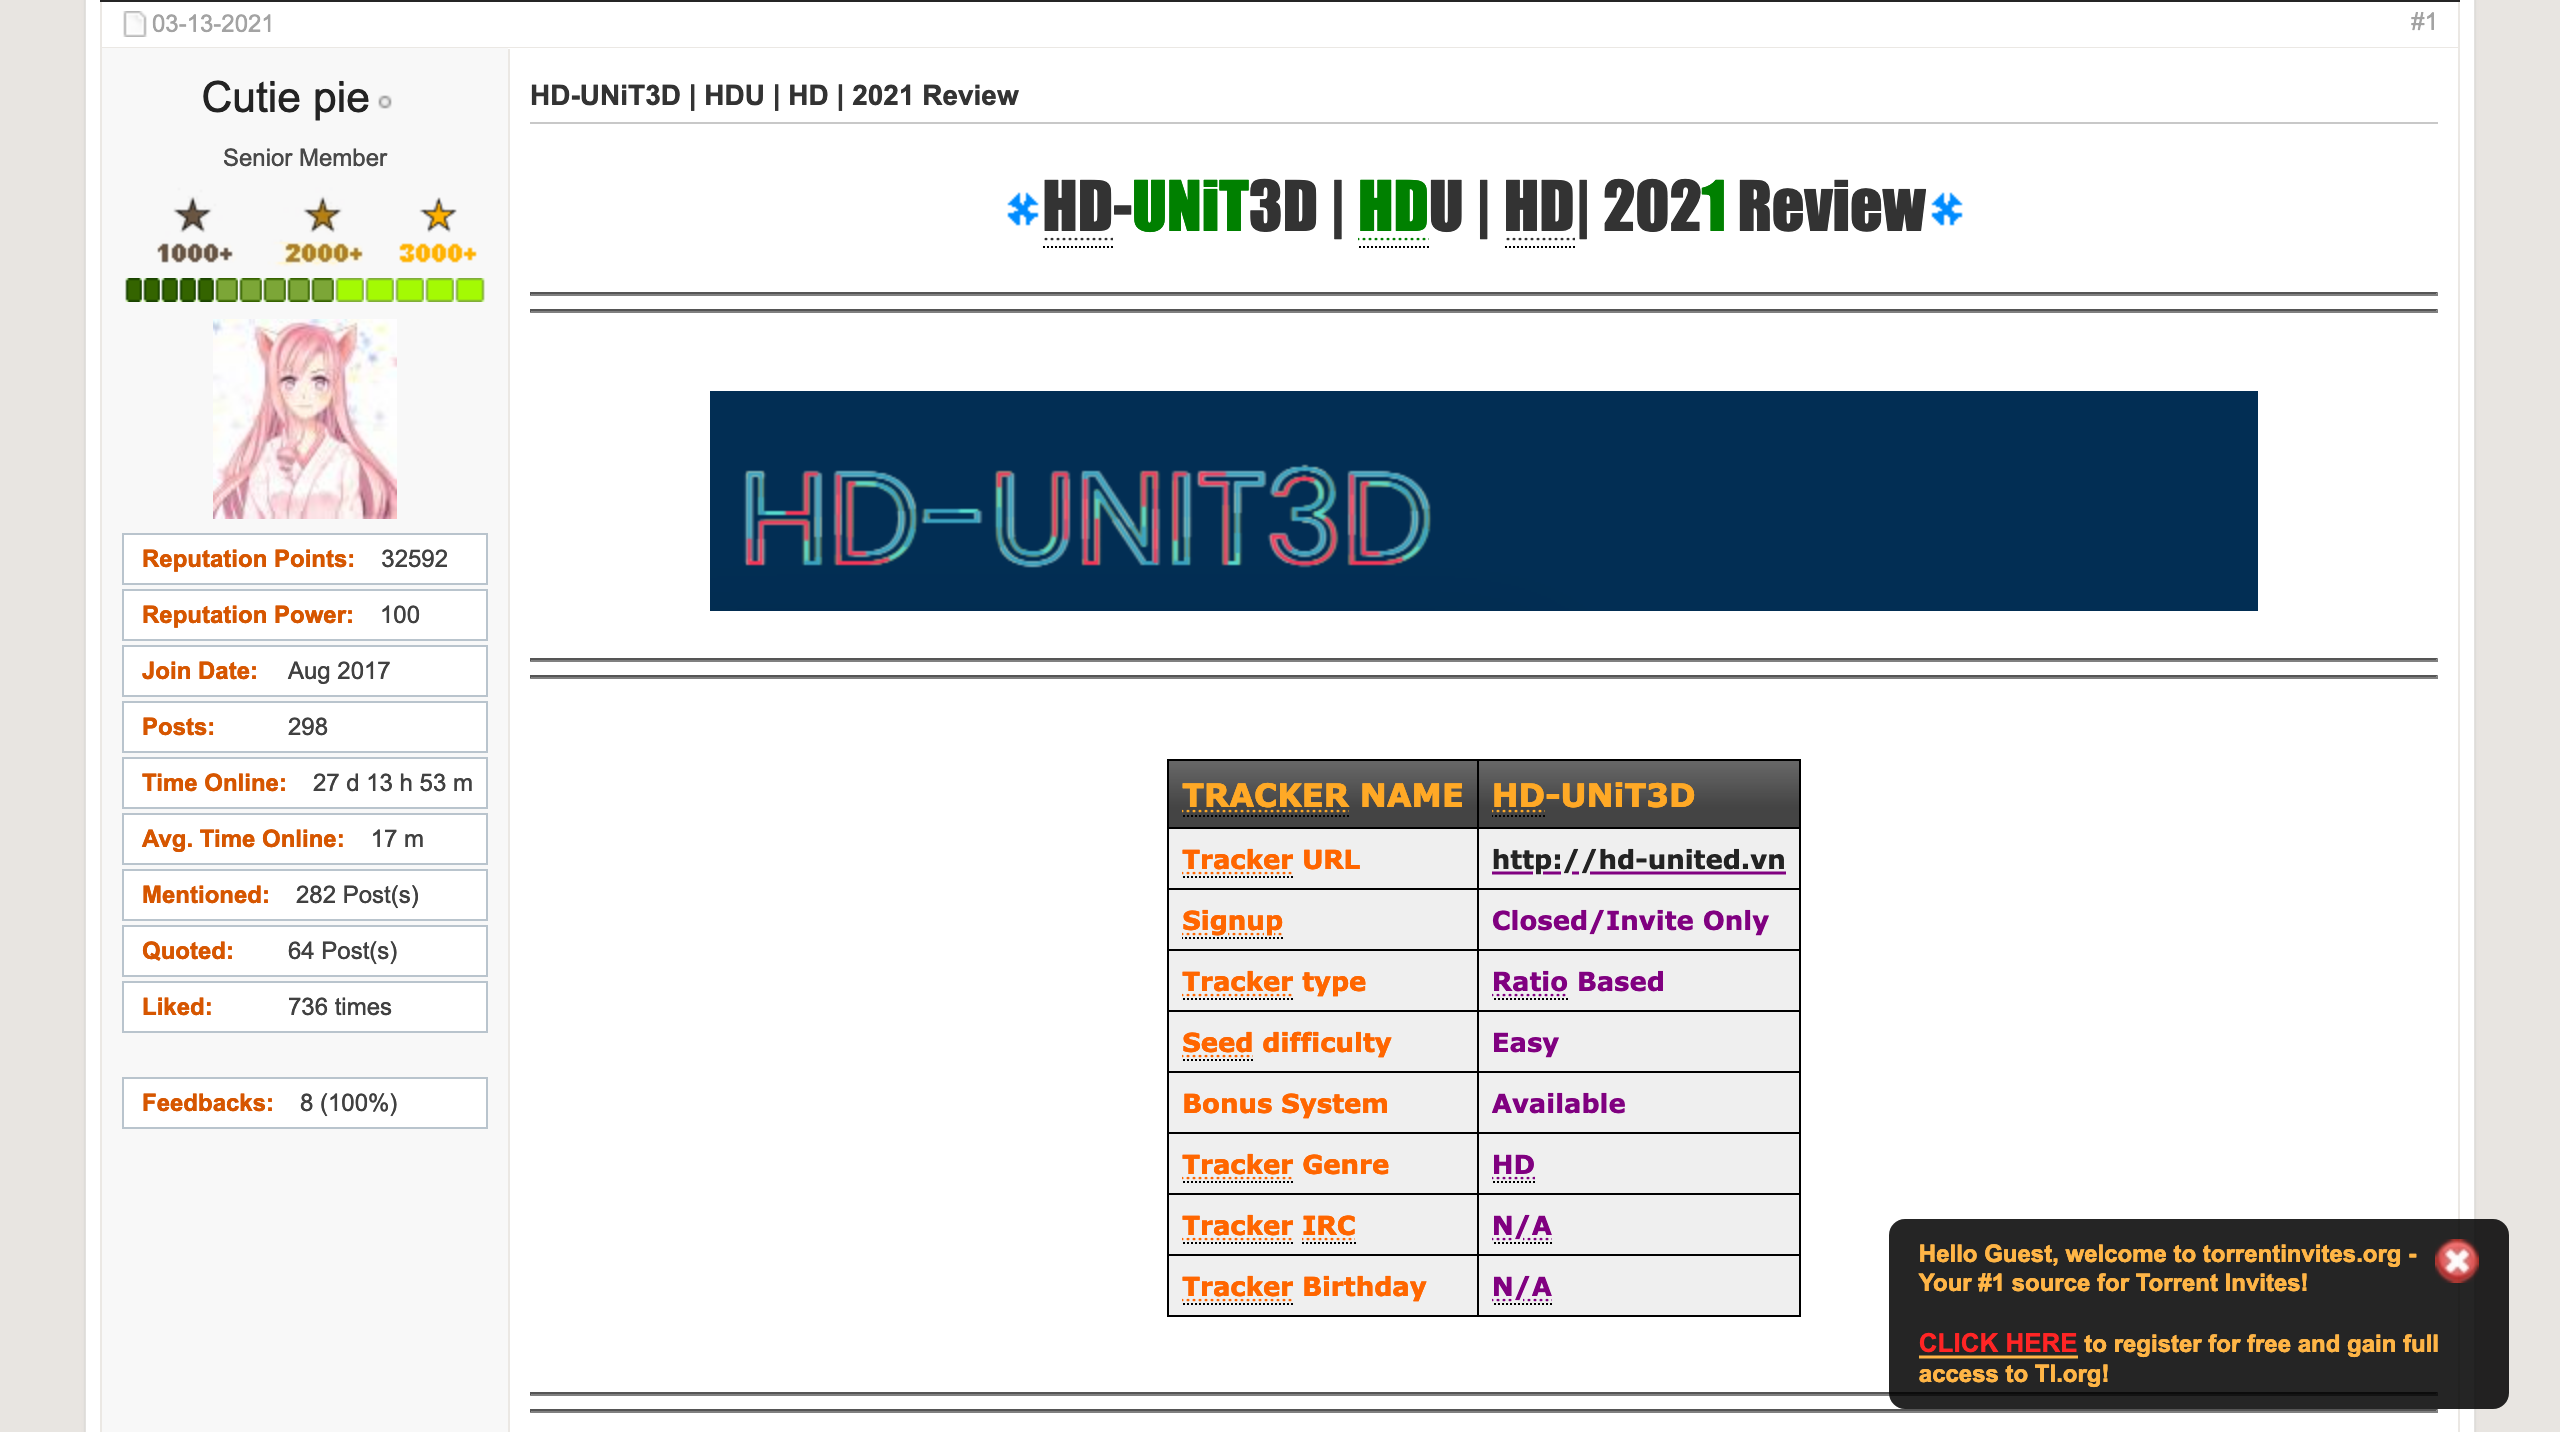 03-13-2021
#1
Cutie pie
Senior Member
1000+ 2000+ 3000+
Reputation Points: 32592
Reputation Power: 100
Join Date: Aug 2017
Posts: 298
Time Online: 27 d 13 h 53 m
Avg. Time Online: 17 m
Mentioned: 282 Post(s)
Quoted: 64 Post(s)
Liked: 736 times
Feedbacks: 8 (100%)
HD-UNiT3D | HDU | HD | 2021 Review
HD-UNiT3D | HDU | HD| 2021 Review
HD-UNIT3D
TRACKER NAME HD-UNiT3D
Tracker URL http://hd-united.vn
Signup Closed/Invite Only
Tracker type Ratio Based
Seed difficulty Easy
Bonus System Available
Tracker Genre HD
Tracker IRC N/A
Tracker Birthday N/A
Hello Guest, welcome to torrentinvites.org -
Your #1 source for Torrent Invites!
CLICK HERE to register for free and gain full
access to TI.org!